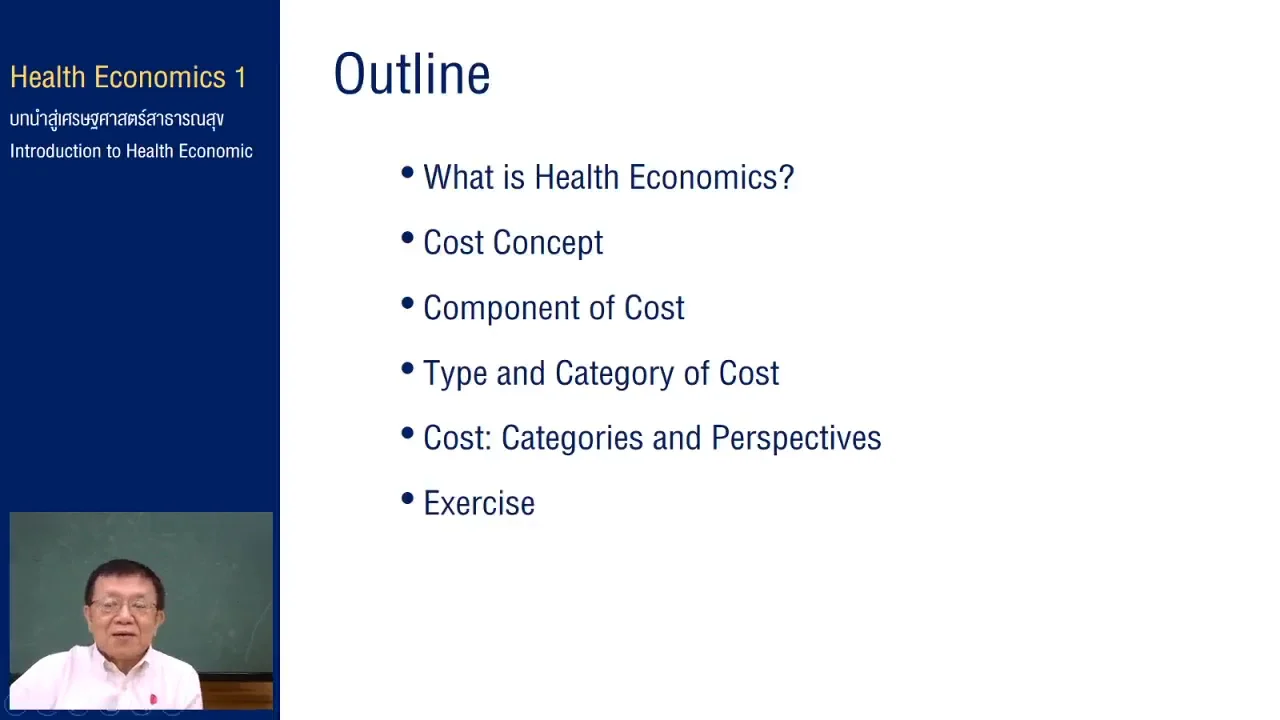 Health Economics 1
บทนำสู่เศรษฐศาสตร์สาธารณสุข
Introduction to Health Economic
Outline
• What is Health Economics?
• Cost Concept
• Component of Cost
• Type and Category of Cost
• Cost: Categories and Perspectives
• Exercise